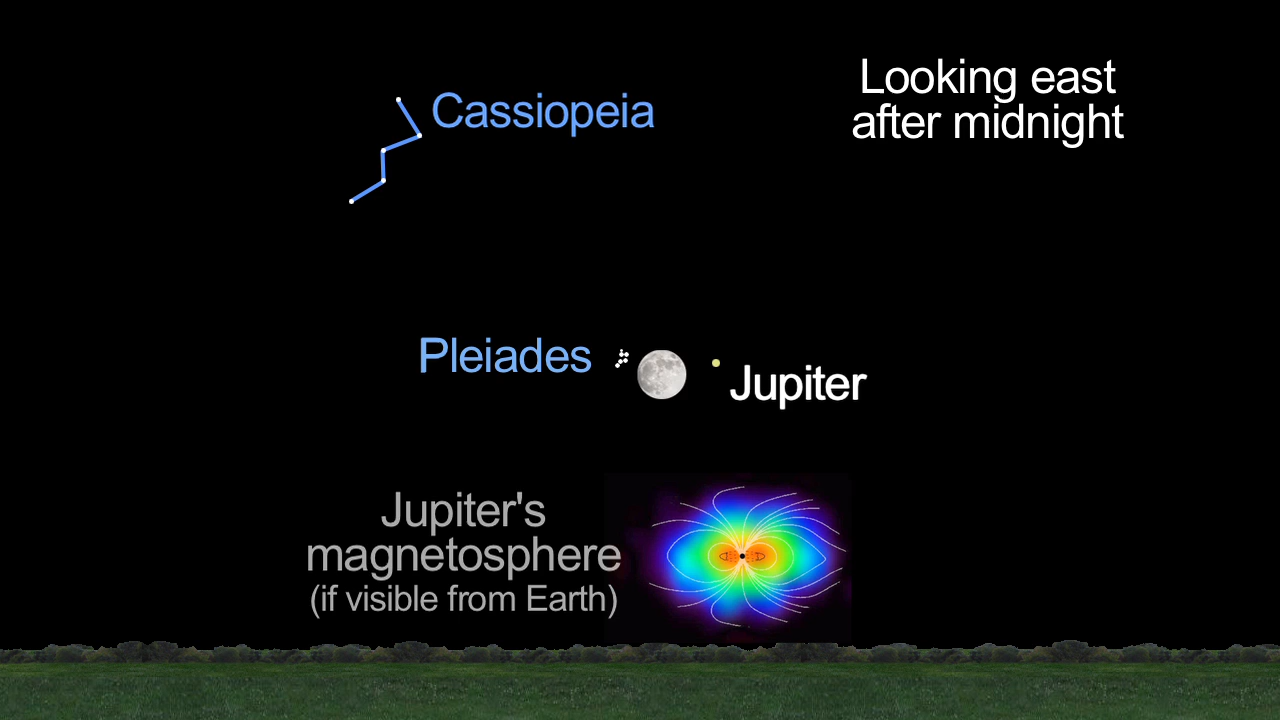 Looking east
after midnight
Cassiopeia
Pleiades
Jupiter
Jupiter's
magnetosphere
(if visible from Earth)